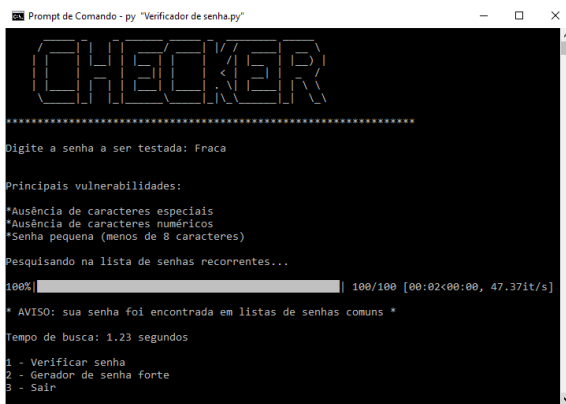 Prompt de Comando - py "Verificador de senha.py"
CHECKER
*****************************************************************
Digite a senha a ser testada: Fraca
Principais vulnerabilidades:
*Ausência de caracteres especiais
*Ausência de caracteres numéricos
*Senha pequena (menos de 8 caracteres)
Pesquisando na lista de senhas recorrentes...
100%| | 100/100 [00:02<00:00, 47.37it/s]
* AVISO: sua senha foi encontrada em listas de senhas comuns *
Tempo de busca: 1.23 segundos
1 - Verificar senha
2 - Gerador de senha forte
3 - Sair